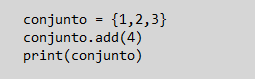 conjunto = {1,2,3}
conjunto.add(4)
print(conjunto)